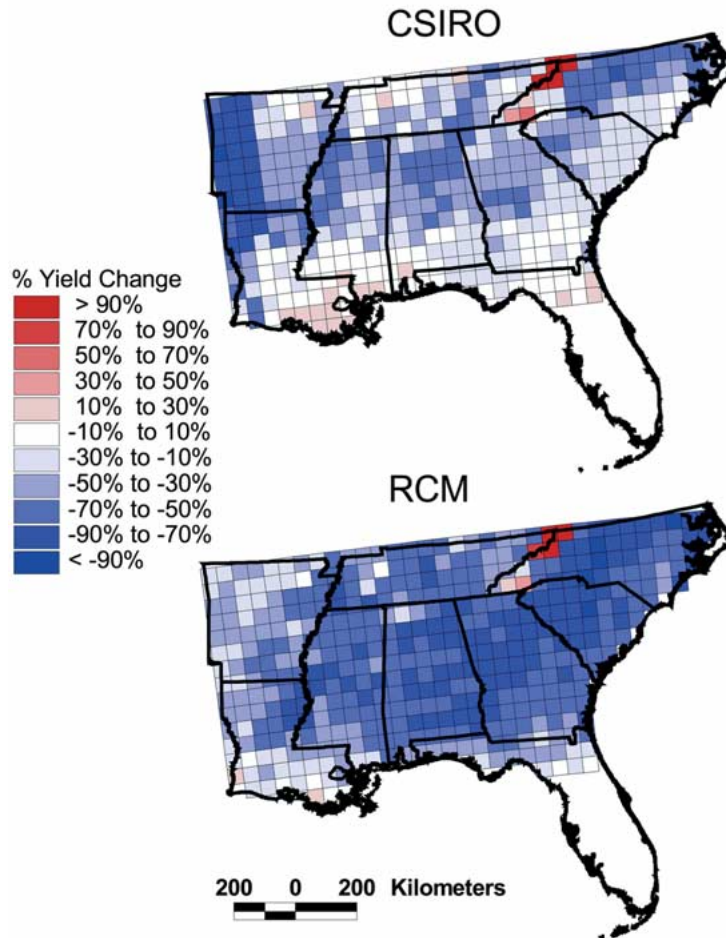 CSIRO
% Yield Change
> 90%
70% to 90%
50% to 70%
30% to 50%
10% to 30%
-10% to 10%
-30% to -10%
-50% to -30%
-70% to -50%
-90% to -70%
< -90%
RCM
200 0 200 Kilometers